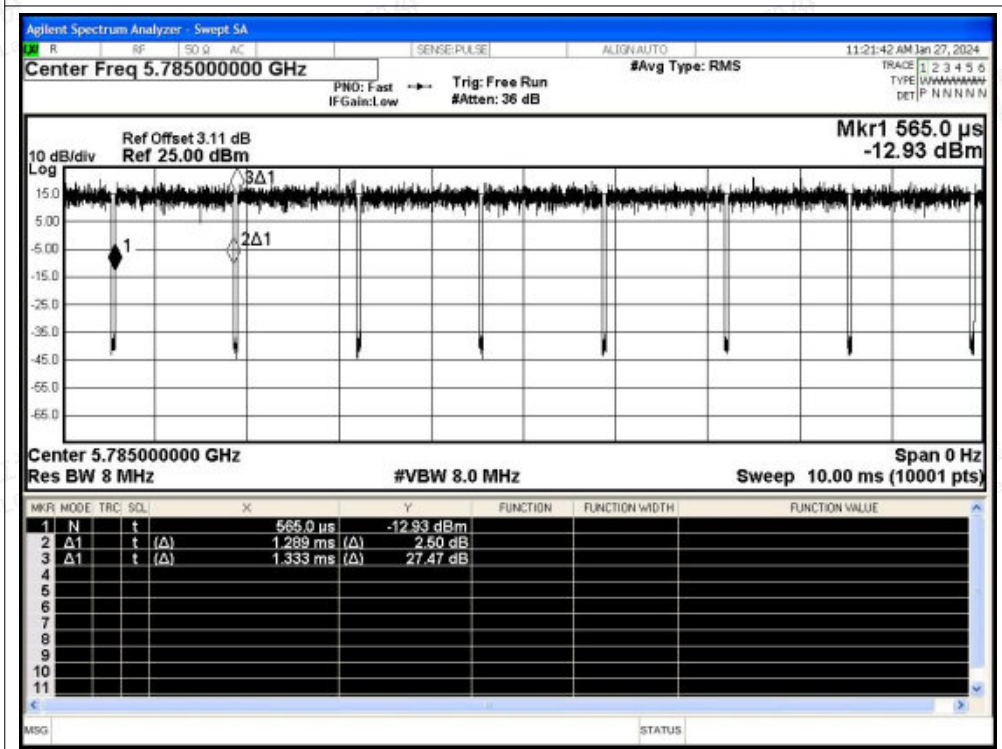 Agilent Spectrum Analyzer - Swept SA
R RF 50 Ω AC SENSE:PULSE ALIGNAUTO 11:21:42 AM Jan 27, 2024
Center Freq 5.785000000 GHz #Avg Type: RMS TRACE 1 2 3 4 5 6
PNO: Fast Trig: Free Run TYPE
IFGain:Low #Atten: 36 dB DET P N N N N N
Mkr1 565.0 µs
Ref Offset 3.11 dB
10 dB/div Ref 25.00 dBm -12.93 dBm
Log
3Δ1
15.0
5.00
2Δ1
1
-5.00
-15.0
-25.0
-35.0
-45.0
-55.0
-65.0
Center 5.785000000 GHz Span 0 Hz
Res BW 8 MHz #VBW 8.0 MHz Sweep 10.00 ms (10001 pts)
MKR MODE TRC SCL X Y FUNCTION FUNCTION WIDTH FUNCTION VALUE
1 N t 565.0 µs -12.93 dBm
2 Δ1 t (Δ) 1.289 ms (Δ) 2.50 dB
3 Δ1 t (Δ) 1.333 ms (Δ) 27.47 dB
4
5
6
7
8
9
10
11
MSG STATUS